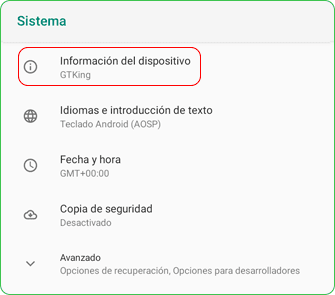 Sistema
Información del dispositivo
GTKing
Idiomas e introducción de texto
Teclado Android (AOSP)
Fecha y hora
GMT+00:00
Copia de seguridad
Desactivado
Avanzado
Opciones de recuperación, Opciones para desarrolladores